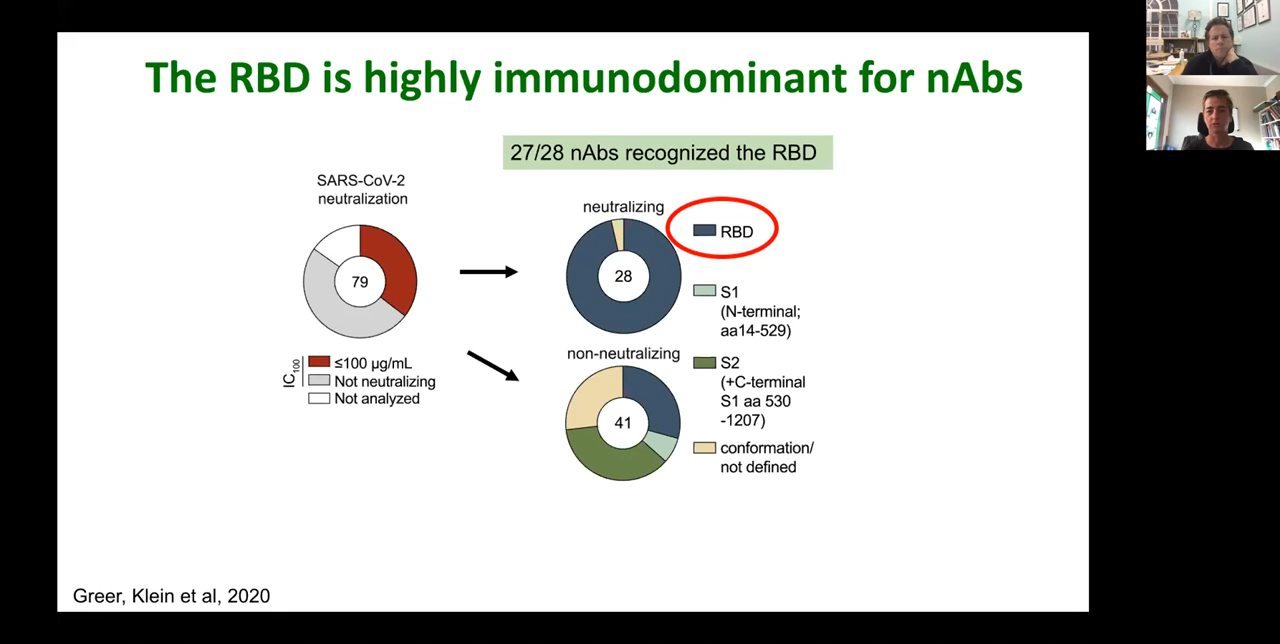 The RBD is highly immunodominant for nAbs
27/28 nAbs recognized the RBD
SARS-CoV-2
neutralization
79
IC100
≤100 µg/mL
Not neutralizing
Not analyzed
neutralizing
28
non-neutralizing
41
RBD
S1
(N-terminal;
aa14-529)
S2
(+C-terminal
S1 aa 530
-1207)
conformation/
not defined
Greer, Klein et al, 2020